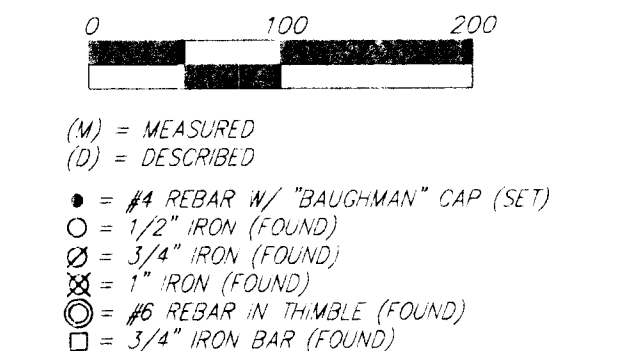 0 100 200
(M) = MEASURED
(D) = DESCRIBED
= #4 REBAR W/ "BAUGHMAN" CAP (SET)
= 1/2" IRON (FOUND)
= 3/4" IRON (FOUND)
= 1" IRON (FOUND)
= #6 REBAR IN THIMBLE (FOUND)
= 3/4" IRON BAR (FOUND)